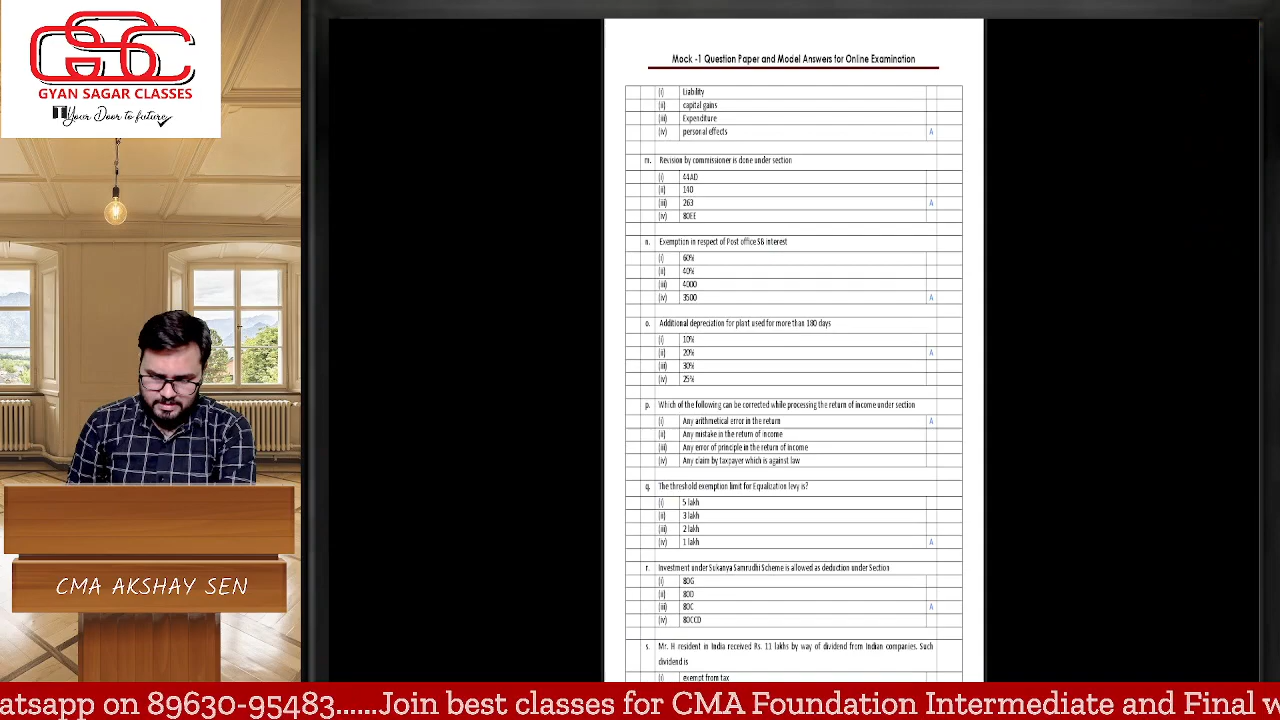 GSC
GYAN SAGAR CLASSES
Your Door to future
CMA AKSHAY SEN
Mock -1 Question Paper and Model Answers for Online Examination
(i) Liability
(ii) capital gains
(iii) Expenditure
(iv) personal effects A
m. Revision by commissioner is done under section
(i) 44AD
(ii) 140
(iii) 263 A
(iv) 80EE
n. Exemption in respect of Post office SB interest
(i) 60%
(ii) 40%
(iii) 4000
(iv) 3500 A
o. Additional depreciation for plant used for more than 180 days
(i) 10%
(ii) 20% A
(iii) 30%
(iv) 25%
p. Which of the following can be corrected while processing the return of income under section
(i) Any arithmetical error in the return A
(ii) Any mistake in the return of income
(iii) Any error of principle in the return of income
(iv) Any claim by taxpayer which is against law
q. The threshold exemption limit for Equalization levy is?
(i) 5 lakh
(ii) 3 lakh
(iii) 2 lakh
(iv) 1 lakh A
r. Investment under Sukanya Samrudhi Scheme is allowed as deduction under Section
(i) 80G
(ii) 80D
(iii) 80C A
(iv) 80CCD
s. Mr. H resident in India received Rs. 11 lakhs by way of dividend from Indian companies. Such
dividend is
(i) exempt from tax
atsapp on 89630-95483......Join best classes for CMA Foundation Intermediate and Final w